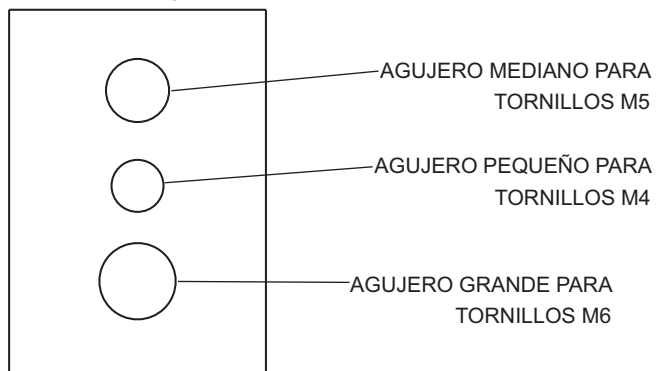 AGUJERO MEDIANO PARA
TORNILLOS M5
AGUJERO PEQUEÑO PARA
TORNILLOS M4
AGUJERO GRANDE PARA
TORNILLOS M6